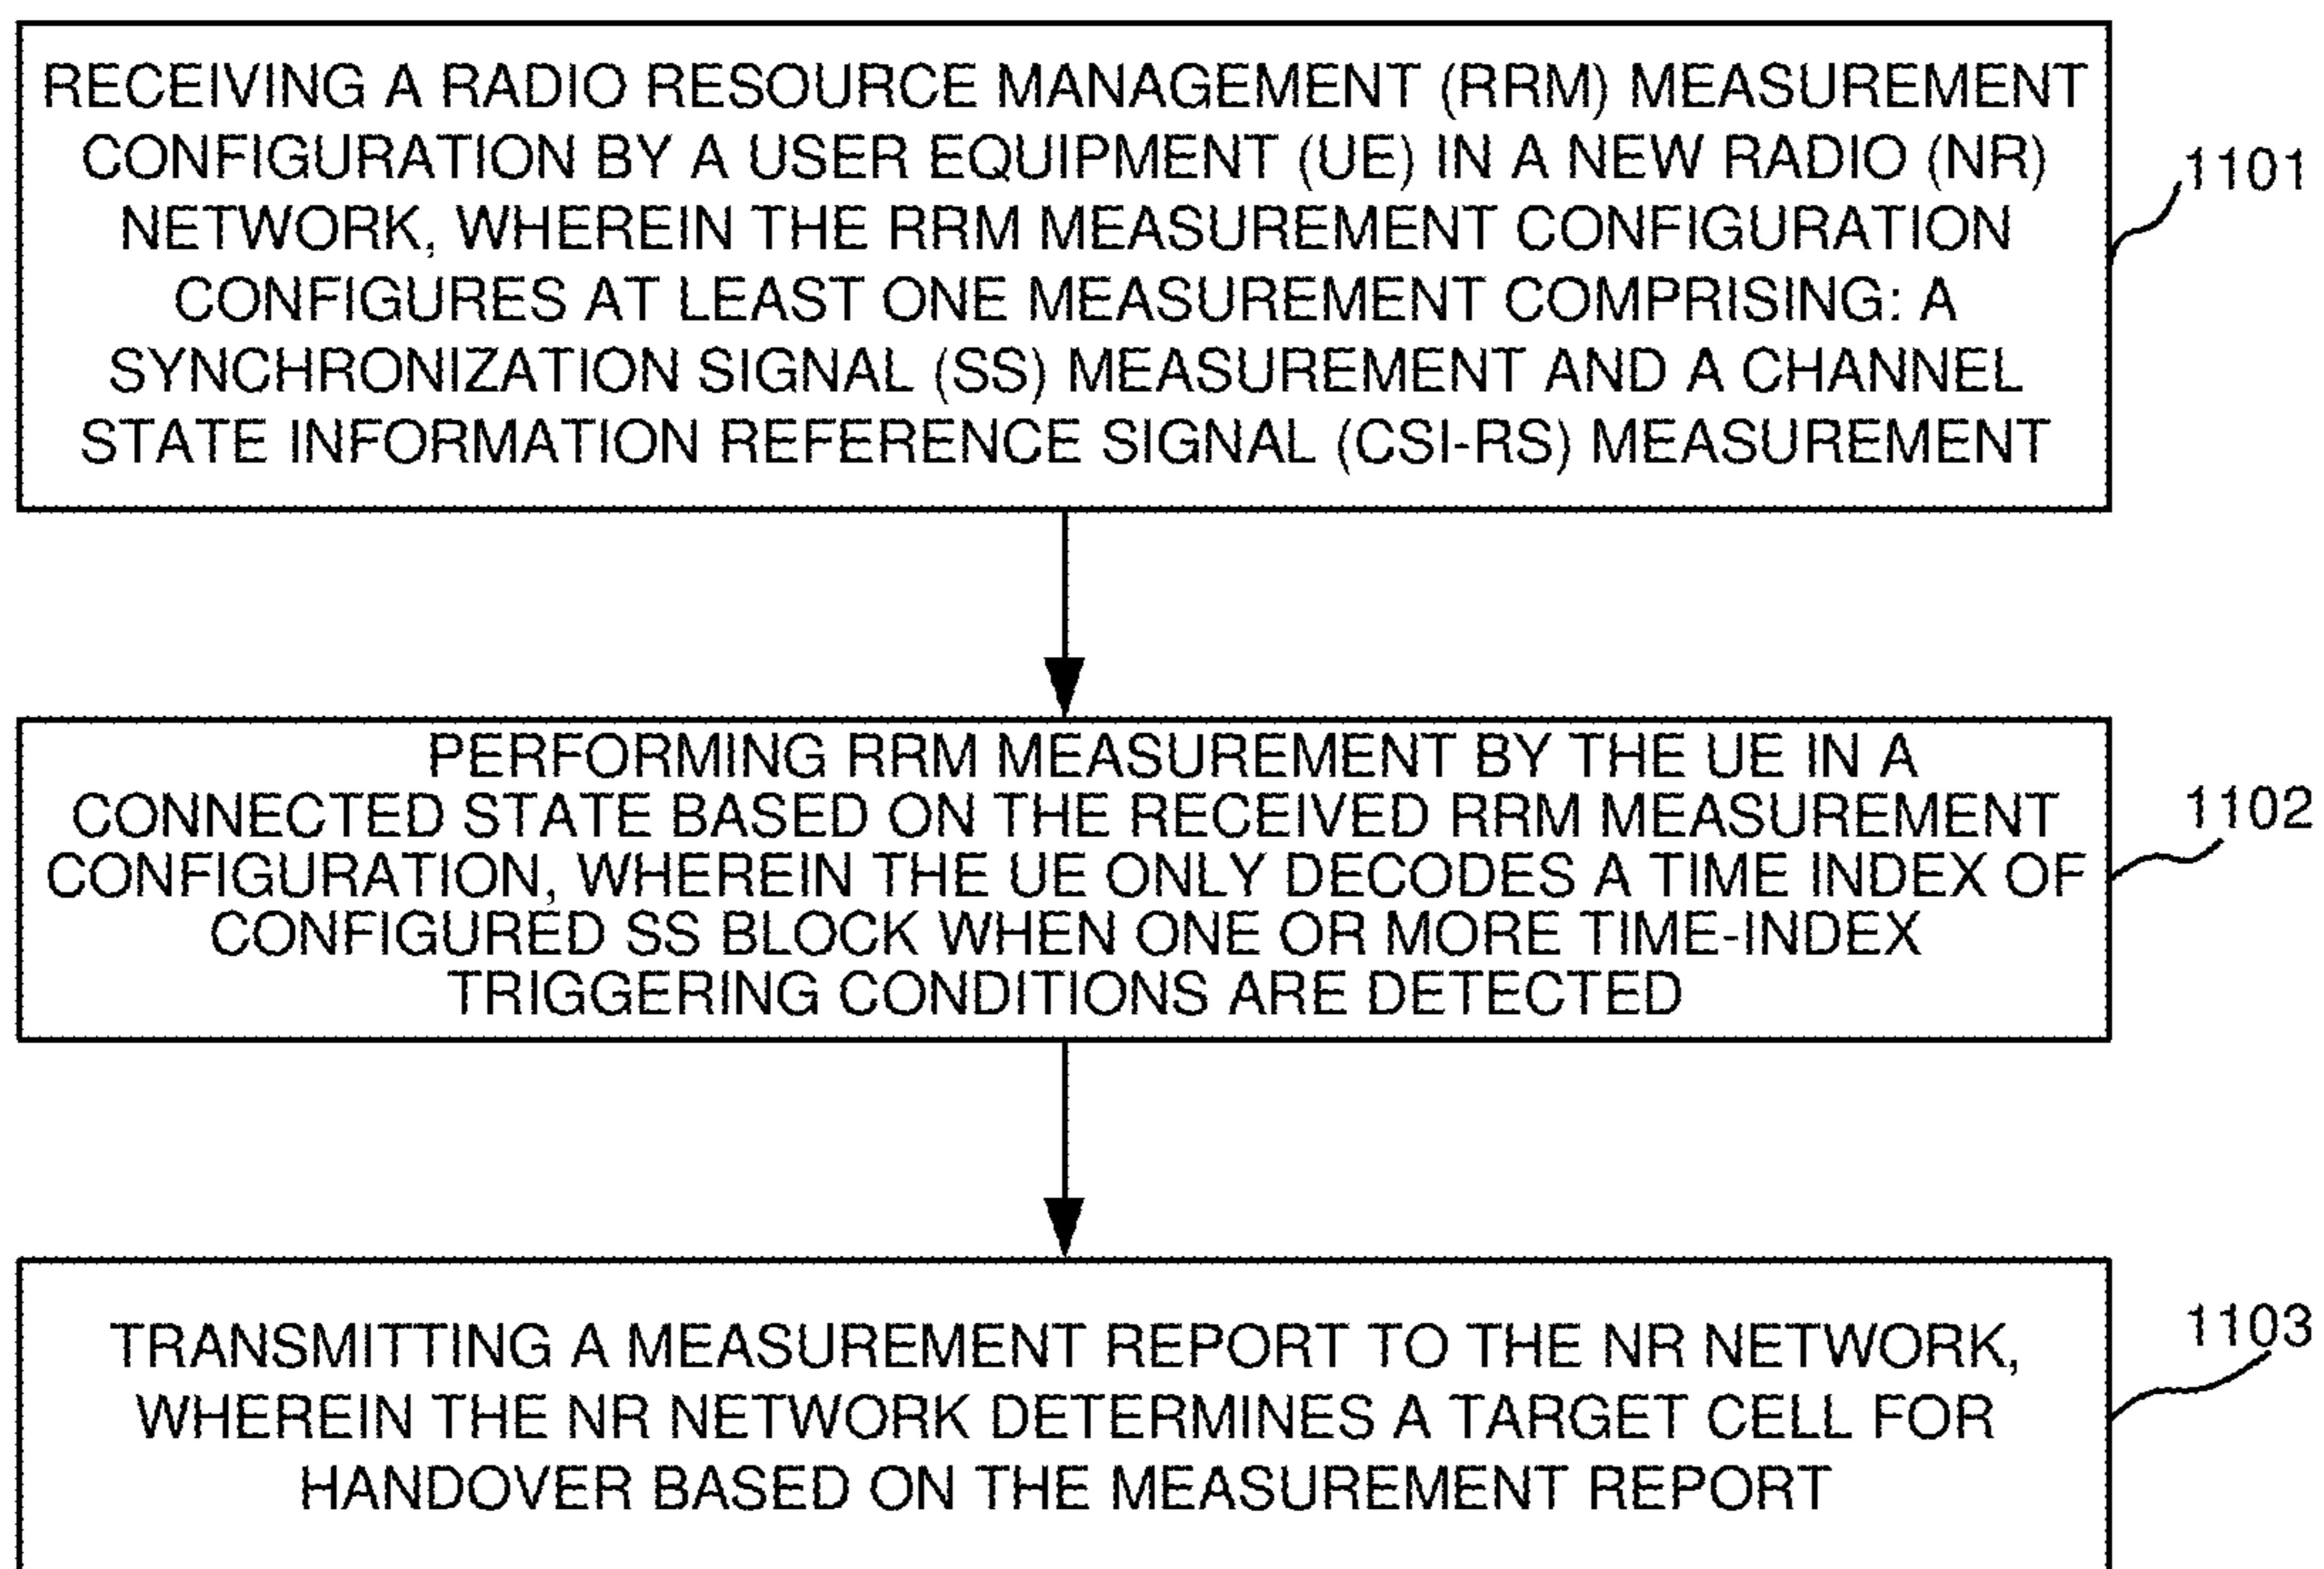 RECEIVING A RADIO RESOURCE MANAGEMENT (RRM) MEASUREMENT
CONFIGURATION BY A USER EQUIPMENT (UE) IN A NEW RADIO (NR)
NETWORK, WHEREIN THE RRM MEASUREMENT CONFIGURATION
CONFIGURES AT LEAST ONE MEASUREMENT COMPRISING: A
SYNCHRONIZATION SIGNAL (SS) MEASUREMENT AND A CHANNEL
STATE INFORMATION REFERENCE SIGNAL (CSI-RS) MEASUREMENT
1101
PERFORMING RRM MEASUREMENT BY THE UE IN A
CONNECTED STATE BASED ON THE RECEIVED RRM MEASUREMENT
CONFIGURATION, WHEREIN THE UE ONLY DECODES A TIME INDEX OF
CONFIGURED SS BLOCK WHEN ONE OR MORE TIME-INDEX
TRIGGERING CONDITIONS ARE DETECTED
1102
TRANSMITTING A MEASUREMENT REPORT TO THE NR NETWORK,
WHEREIN THE NR NETWORK DETERMINES A TARGET CELL FOR
HANDOVER BASED ON THE MEASUREMENT REPORT
1103